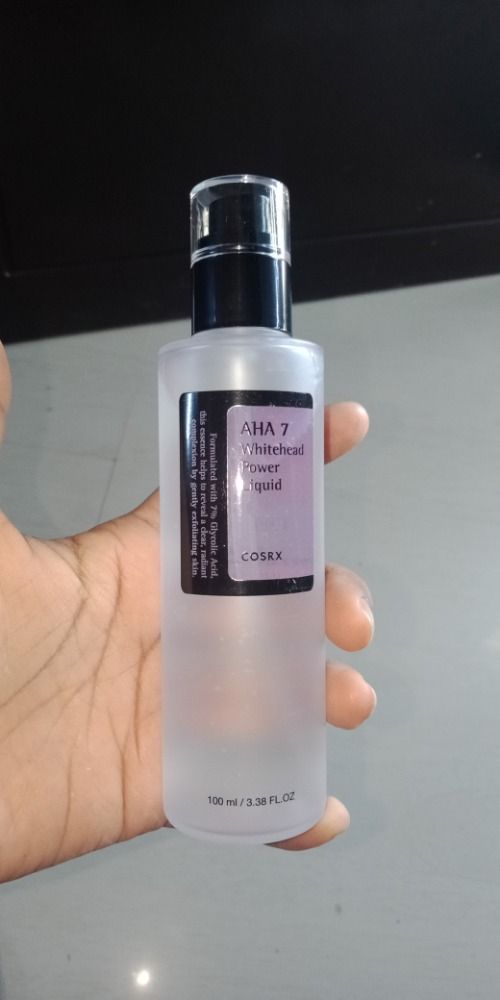 AHA 7
Whitehead
Power
Liquid
COSRX
Formulated with 7% Glycolic Acid,
this essence helps to reveal a clear, radiant
complexion by gently exfoliating skin.
100 ml / 3.38 FL.OZ